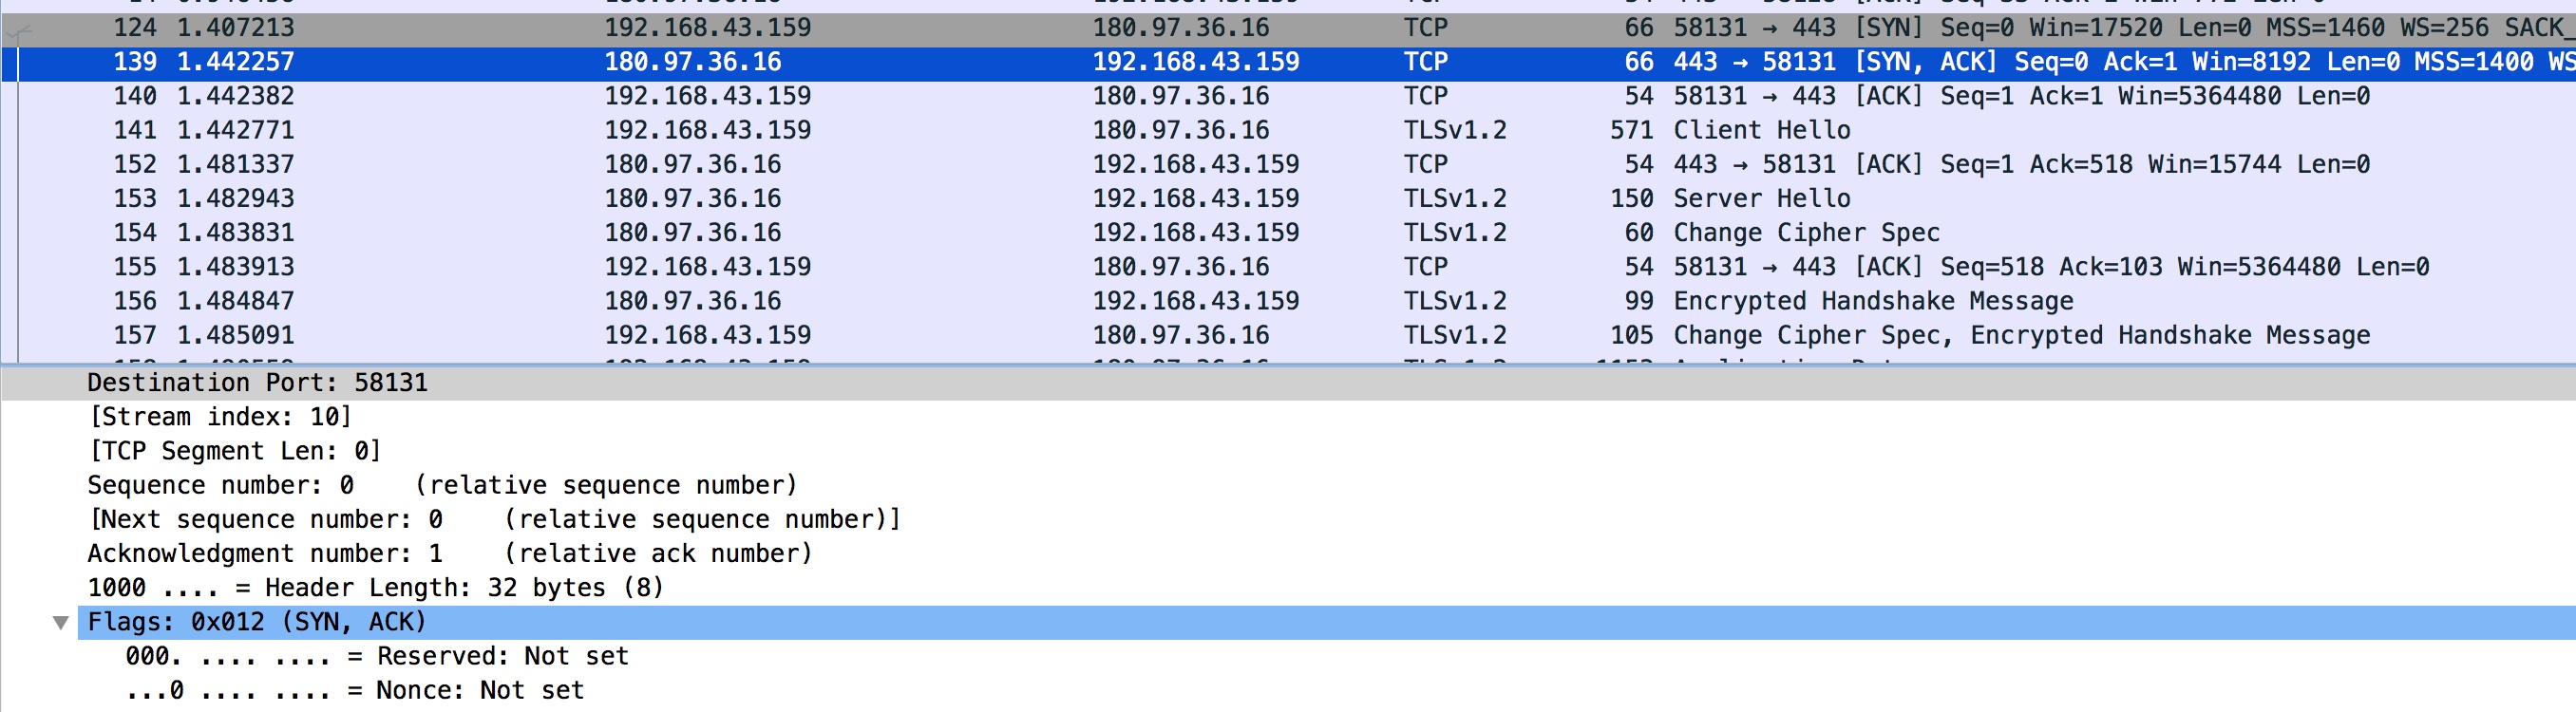 124 1.407213 192.168.43.159 180.97.36.16 TCP 66 58131 → 443 [SYN] Seq=0 Win=17520 Len=0 MSS=1460 WS=256 SACK_
139 1.442257 180.97.36.16 192.168.43.159 TCP 66 443 → 58131 [SYN, ACK] Seq=0 Ack=1 Win=8192 Len=0 MSS=1400 WS
140 1.442382 192.168.43.159 180.97.36.16 TCP 54 58131 → 443 [ACK] Seq=1 Ack=1 Win=5364480 Len=0
141 1.442771 192.168.43.159 180.97.36.16 TLSv1.2 571 Client Hello
152 1.481337 180.97.36.16 192.168.43.159 TCP 54 443 → 58131 [ACK] Seq=1 Ack=518 Win=15744 Len=0
153 1.482943 180.97.36.16 192.168.43.159 TLSv1.2 150 Server Hello
154 1.483831 180.97.36.16 192.168.43.159 TLSv1.2 60 Change Cipher Spec
155 1.483913 192.168.43.159 180.97.36.16 TCP 54 58131 → 443 [ACK] Seq=518 Ack=103 Win=5364480 Len=0
156 1.484847 180.97.36.16 192.168.43.159 TLSv1.2 99 Encrypted Handshake Message
157 1.485091 192.168.43.159 180.97.36.16 TLSv1.2 105 Change Cipher Spec, Encrypted Handshake Message
Destination Port: 58131
[Stream index: 10]
[TCP Segment Len: 0]
Sequence number: 0 (relative sequence number)
[Next sequence number: 0 (relative sequence number)]
Acknowledgment number: 1 (relative ack number)
1000 .... = Header Length: 32 bytes (8)
Flags: 0x012 (SYN, ACK)
000. .... .... = Reserved: Not set
...0 .... .... = Nonce: Not set